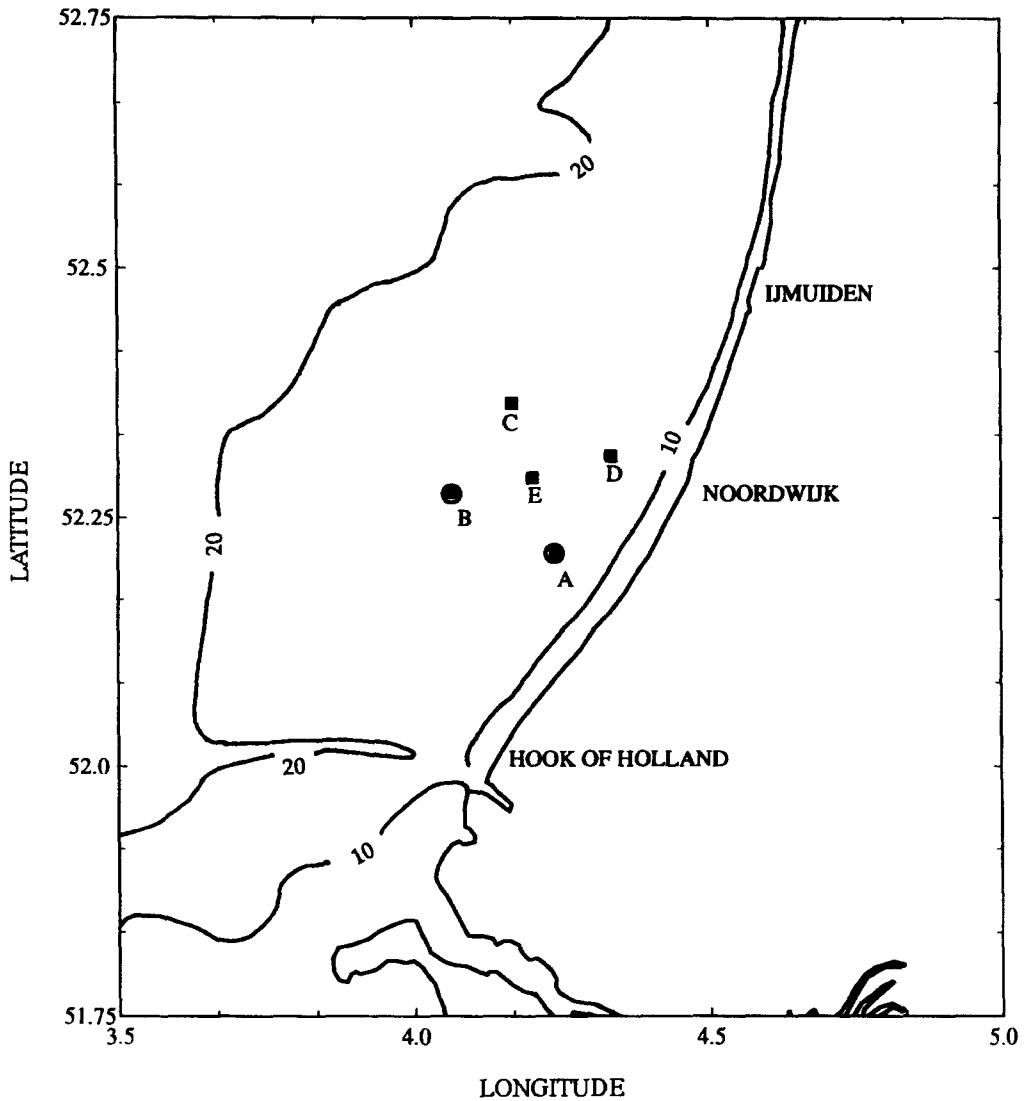 52.75
20
52.5
IJMUIDEN
C
10
D
E
NOORDWIJK
B
52.25
20
A
LATITUDE
HOOK OF HOLLAND
52.0
20
10
51.75
3.5
4.0
4.5
5.0
LONGITUDE